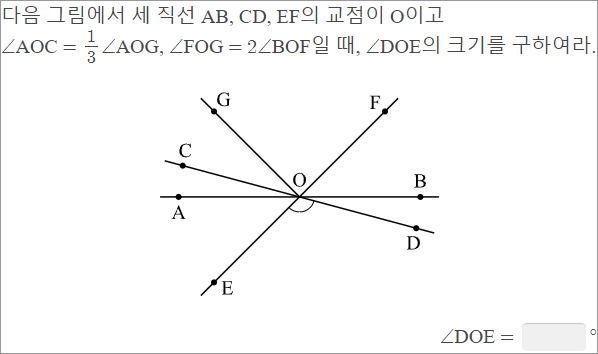 다음 그림에서 세 직선 AB, CD, EF의 교점이 O이고
∠AOC = 1/3 ∠AOG, ∠FOG = 2∠BOF일 때, ∠DOE의 크기를 구하여라.
G
F
C
O
B
A
D
E
∠DOE = °